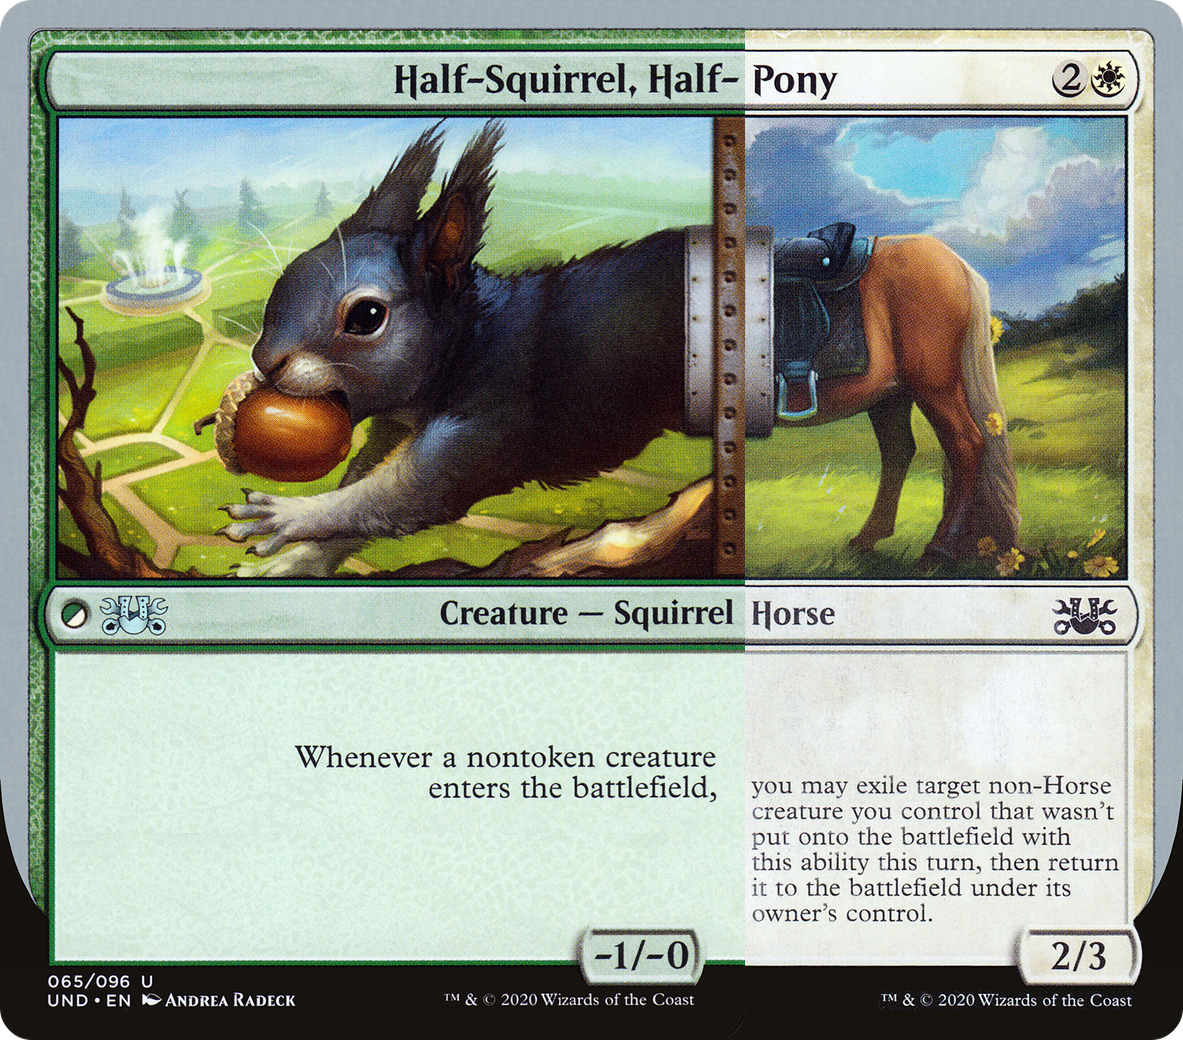 Half-Squirrel, Half- Pony 2
Creature — Squirrel Horse
Whenever a nontoken creature
enters the battlefield,
you may exile target non-Horse
creature you control that wasn't
put onto the battlefield with
this ability this turn, then return
it to the battlefield under its
owner's control.
-1/-0
2/3
065/096 U
UND • EN Andrea Radeck
™ & © 2020 Wizards of the Coast
™ & © 2020 Wizards of the Coast